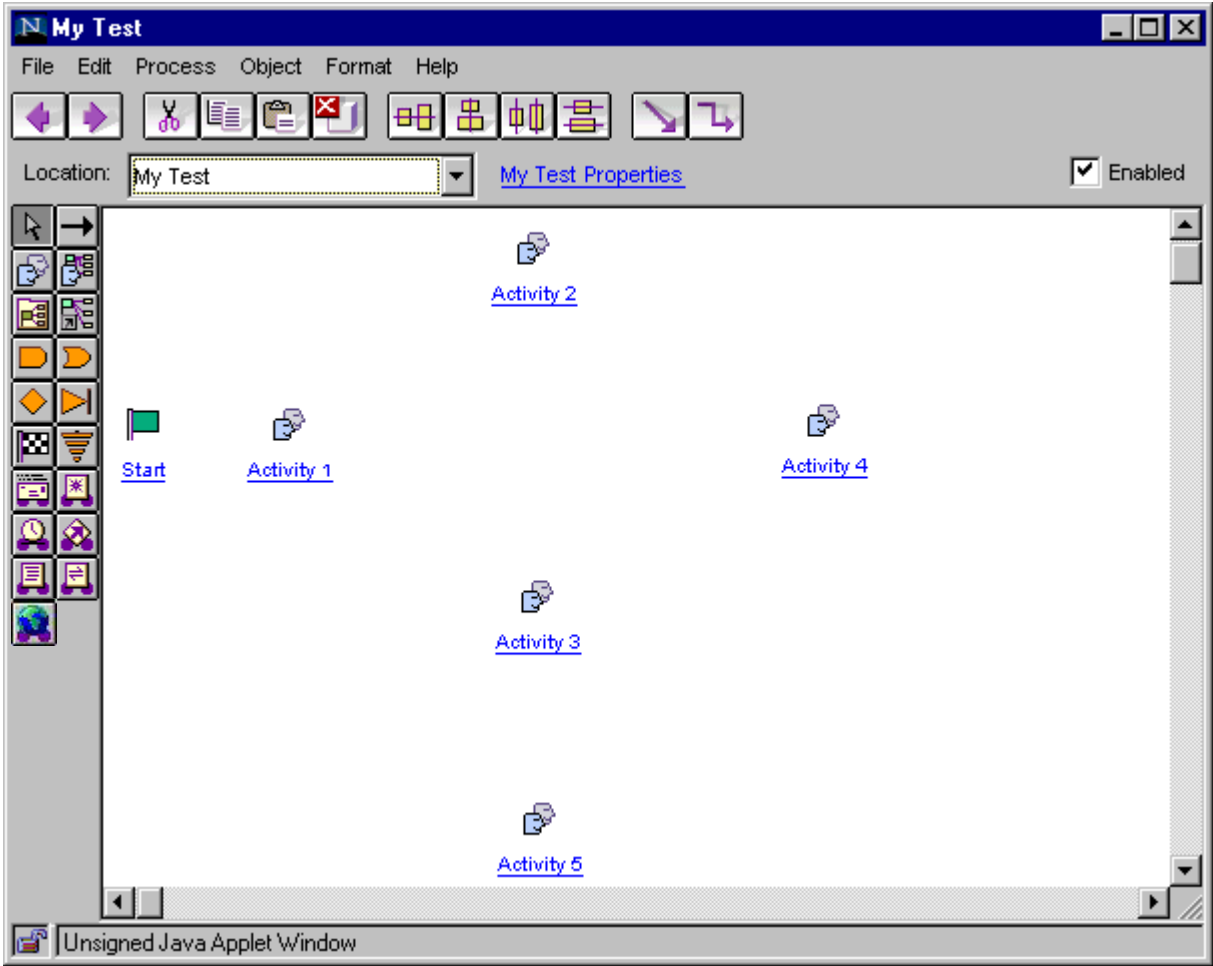 N My Test
File Edit Process Object Format Help
Location: My Test My Test Properties Enabled
Activity 2
Start Activity 1 Activity 4
Activity 3
Activity 5
Unsigned Java Applet Window